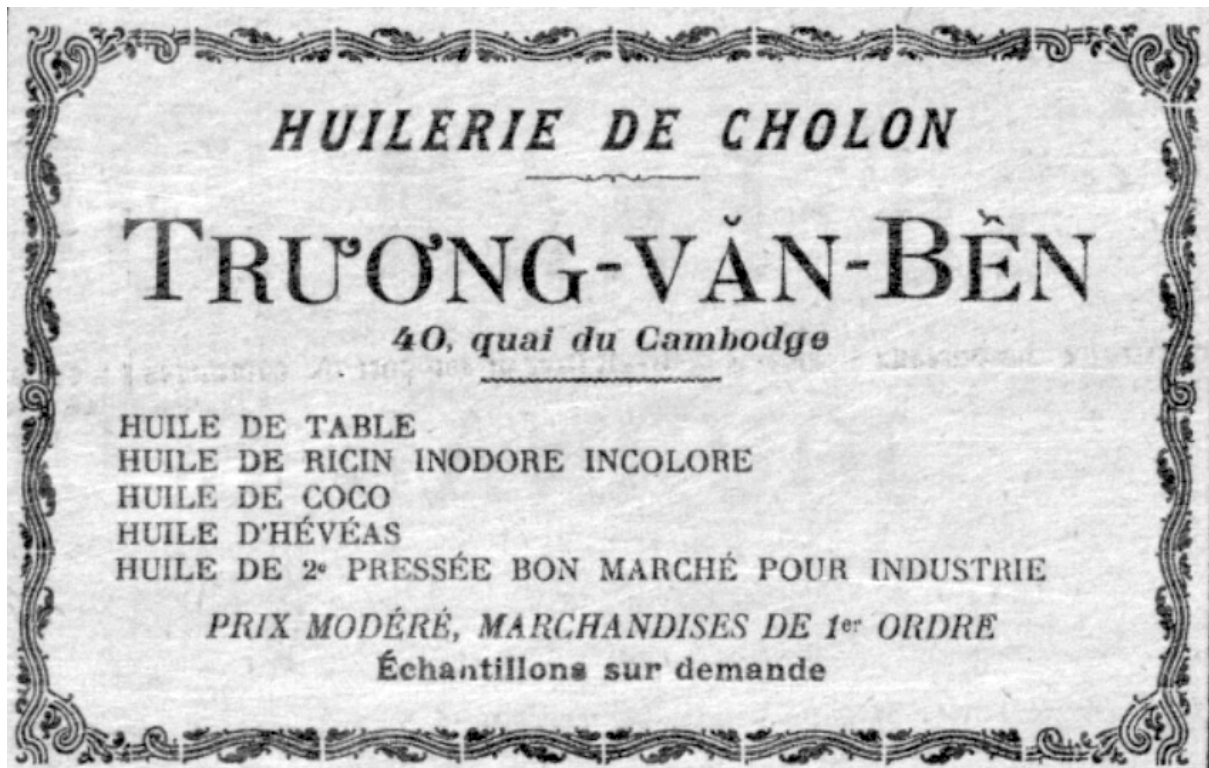 HUILERIE DE CHOLON
TRƯƠNG-VĂN-BỀN
40, quai du Cambodge
HUILE DE TABLE
HUILE DE RICIN INODORE INCOLORE
HUILE DE COCO
HUILE D'HÉVÉAS
HUILE DE 2e PRESSÉE BON MARCHÉ POUR INDUSTRIE
PRIX MODÉRÉ, MARCHANDISES DE 1er ORDRE
Échantillons sur demande